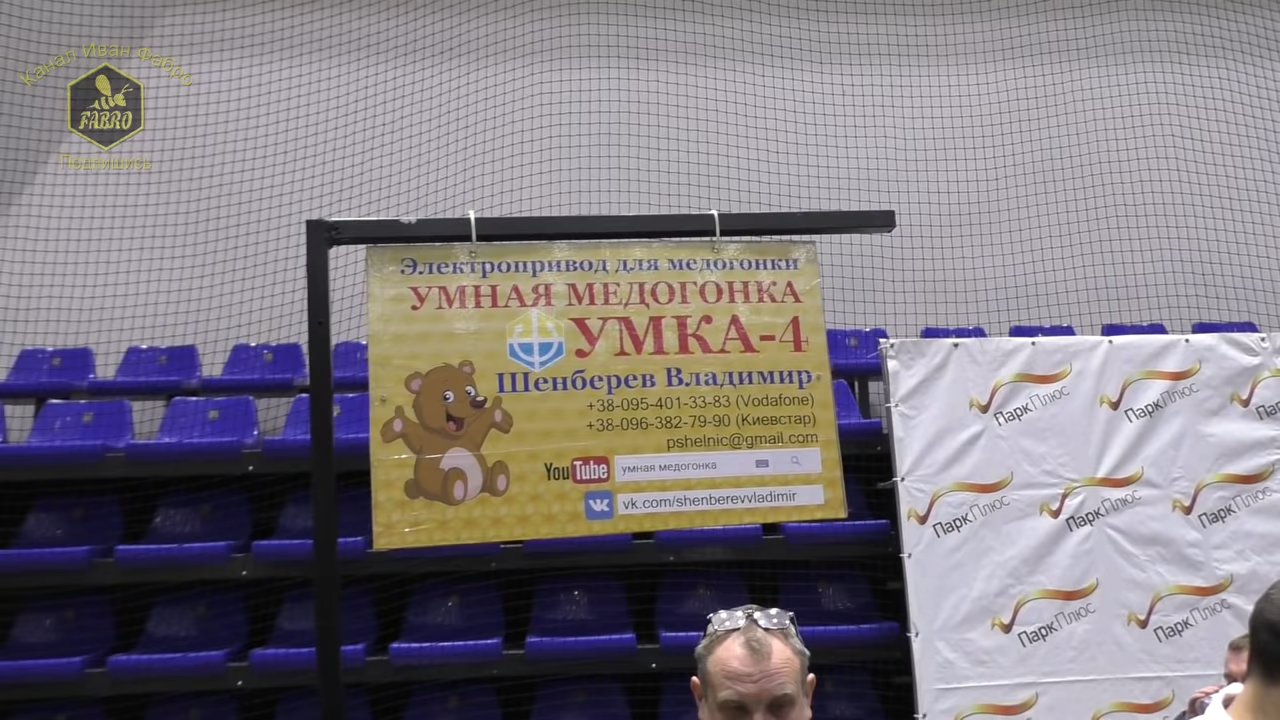 Канал Иван Фабро
FABRO
Подпишись
Электропривод для медогонки
УМНАЯ МЕДОГОНКА
УМКА-4
Шенберев Владимир
+38-095-401-33-83 (Vodafone)
+38-096-382-79-90 (Киевстар)
pshelnic@gmail.com
YouTube умная медогонка
vk.com/shenberevvladimir
ПаркПлюс
ПаркПлюс
ПаркПлюс
ПаркПлюс
ПаркПлюс
ПаркПлюс
ПаркПлюс